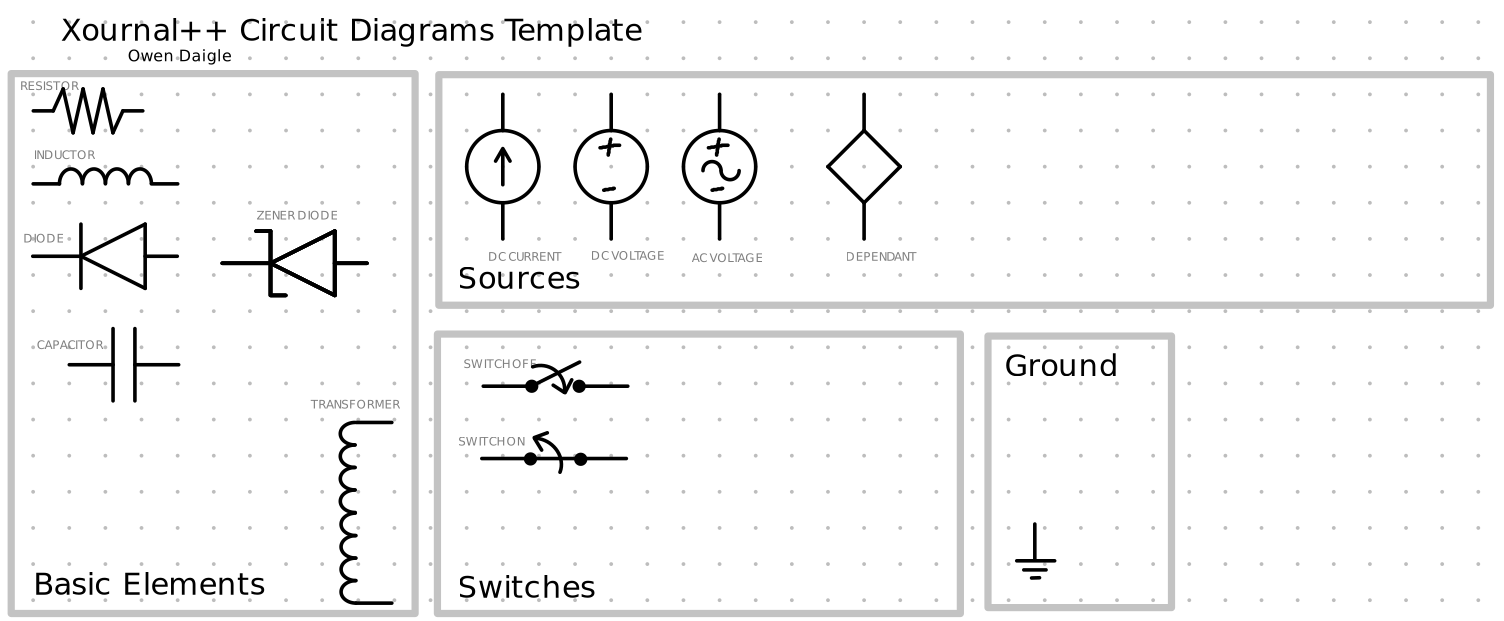 Xournal++ Circuit Diagrams Template
Owen Daigle
RESISTOR
INDUCTOR
DIODE
ZENER DIODE
CAPACITOR
TRANSFORMER
Basic Elements
DC CURRENT
DC VOLTAGE
AC VOLTAGE
DEPENDANT
Sources
SWITCH OFF
SWITCH ON
Switches
Ground